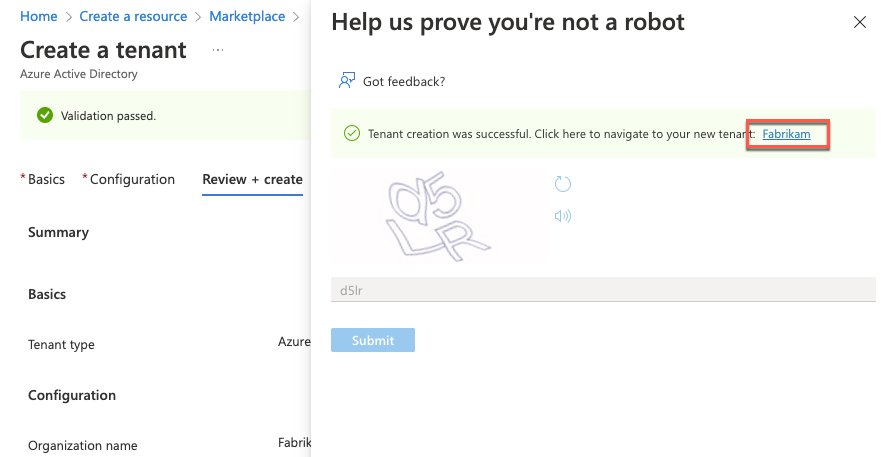 Home > Create a resource > Marketplace >
Create a tenant ...
Azure Active Directory
Validation passed.
* Basics * Configuration Review + create
Summary
Basics
Tenant type Azure
Configuration
Organization name Fabrik
Help us prove you're not a robot
Got feedback?
Tenant creation was successful. Click here to navigate to your new tenant: Fabrikam
d5lr
Submit